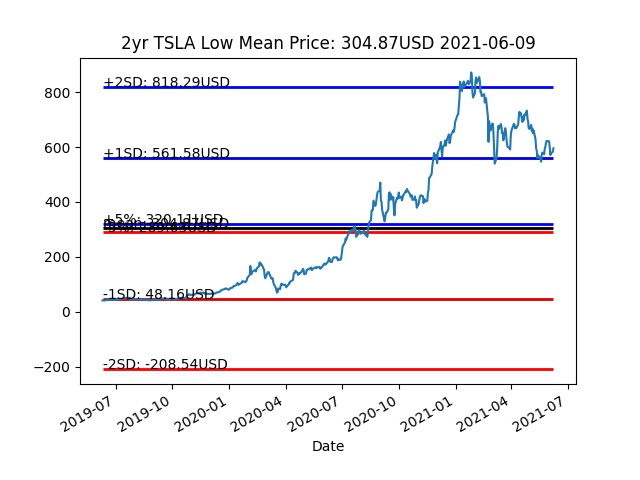 2yr TSLA Low Mean Price: 304.87USD 2021-06-09
800
600
400
200
0
−200
+2SD: 818.29USD
+1SD: 561.58USD
+5%: 320.11USD
-1SD: 48.16USD
-2SD: -208.54USD
2019-07
2019-10
2020-01
2020-04
2020-07
2020-10
2021-01
2021-04
2021-07
Date